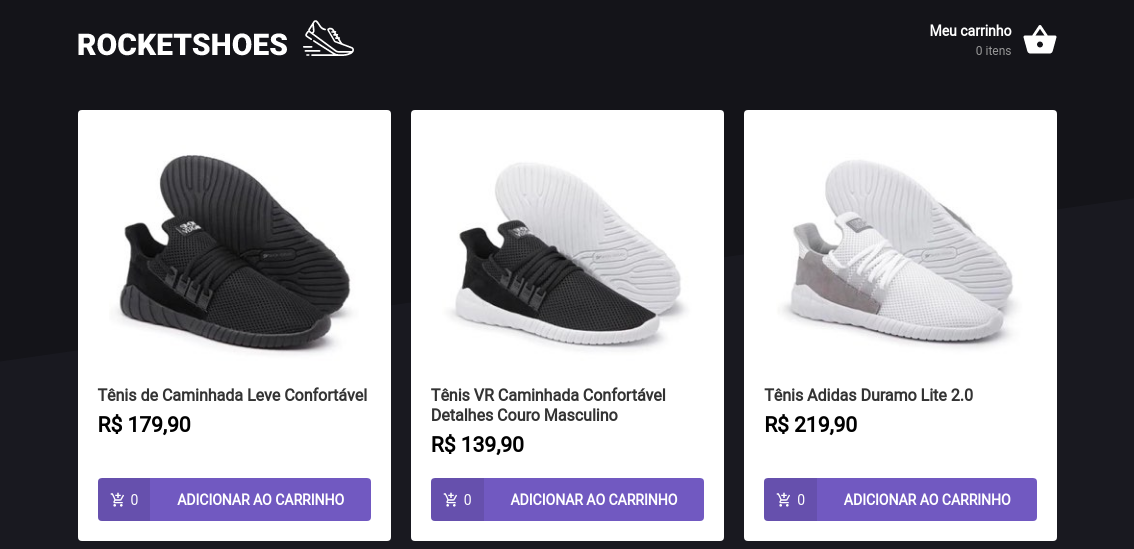 ROCKETSHOES
Meu carrinho
0 itens
Tênis de Caminhada Leve Confortável
R$ 179,90
0 ADICIONAR AO CARRINHO
Tênis VR Caminhada Confortável
Detalhes Couro Masculino
R$ 139,90
0 ADICIONAR AO CARRINHO
Tênis Adidas Duramo Lite 2.0
R$ 219,90
0 ADICIONAR AO CARRINHO